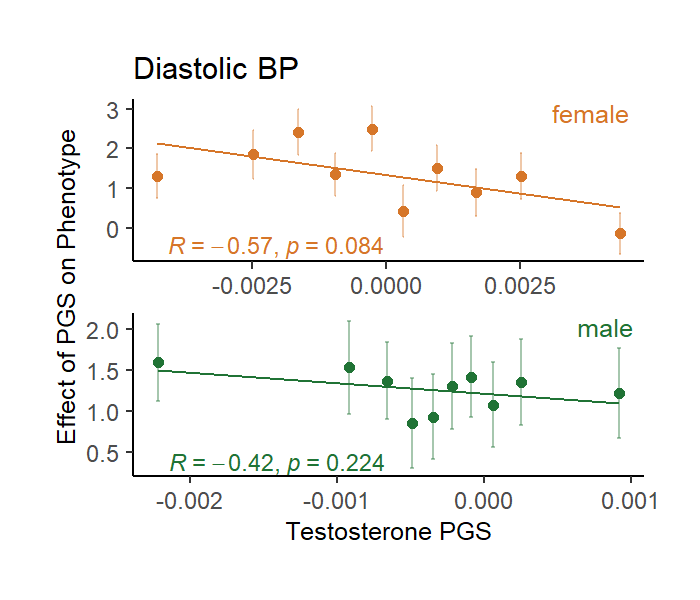 Diastolic BP
Effect of PGS on Phenotype
female
3
2
1
0
R = −0.57, p = 0.084
-0.0025 0.0000 0.0025
male
2.0
1.5
1.0
0.5
R = −0.42, p = 0.224
-0.002 -0.001 0.000 0.001
Testosterone PGS